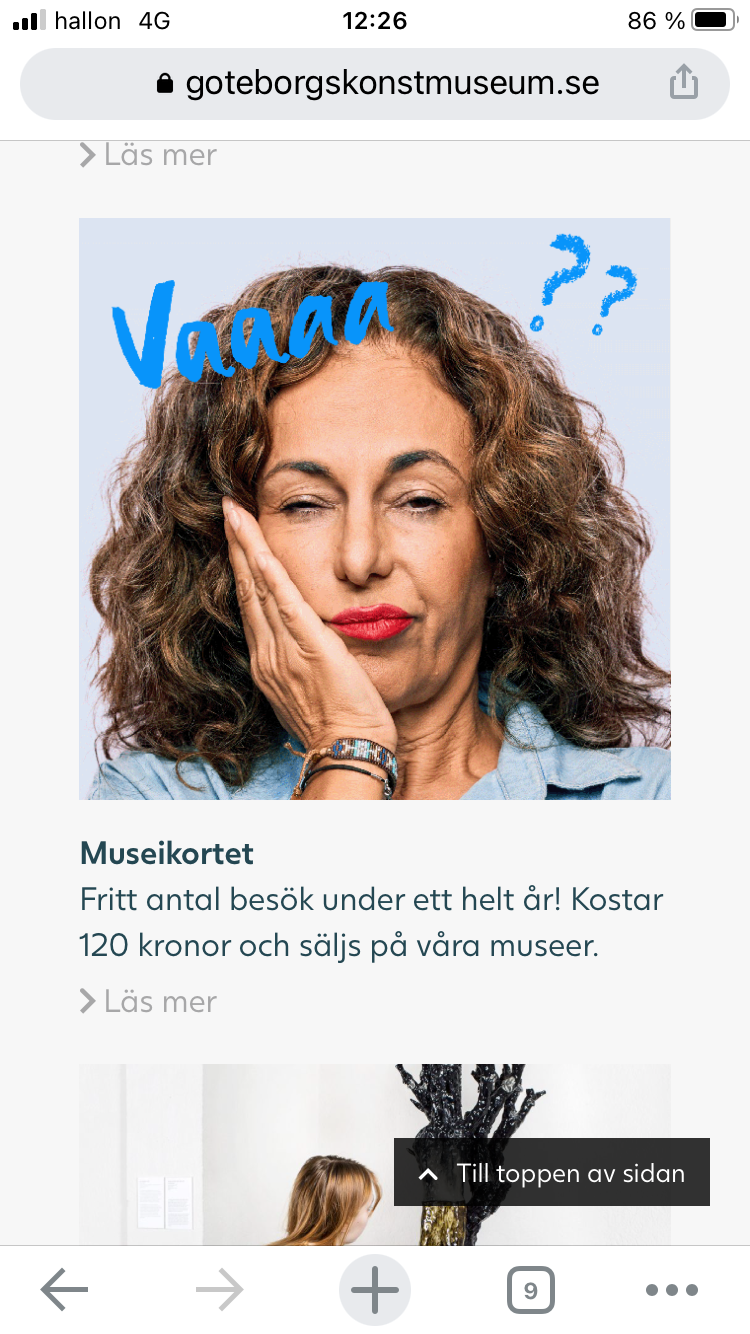 hallon 4G 12:26 86 %
goteborgskonstmuseum.se
Läs mer
Vaaaa
??
Museikortet
Fritt antal besök under ett helt år! Kostar
120 kronor och säljs på våra museer.
Läs mer
Till toppen av sidan
9